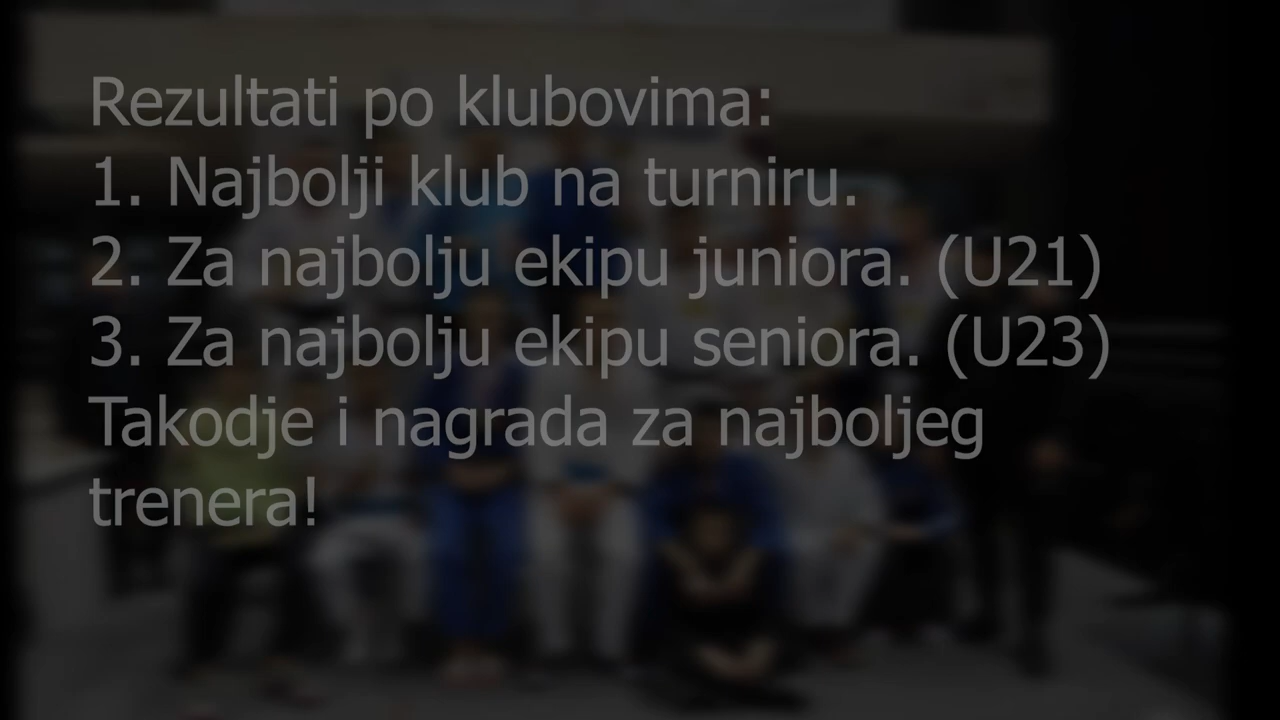 Rezultati po klubovima:
1. Najbolji klub na turniru.
2. Za najbolju ekipu juniora. (U21)
3. Za najbolju ekipu seniora. (U23)
Takodje i nagrada za najboljeg
trenera!